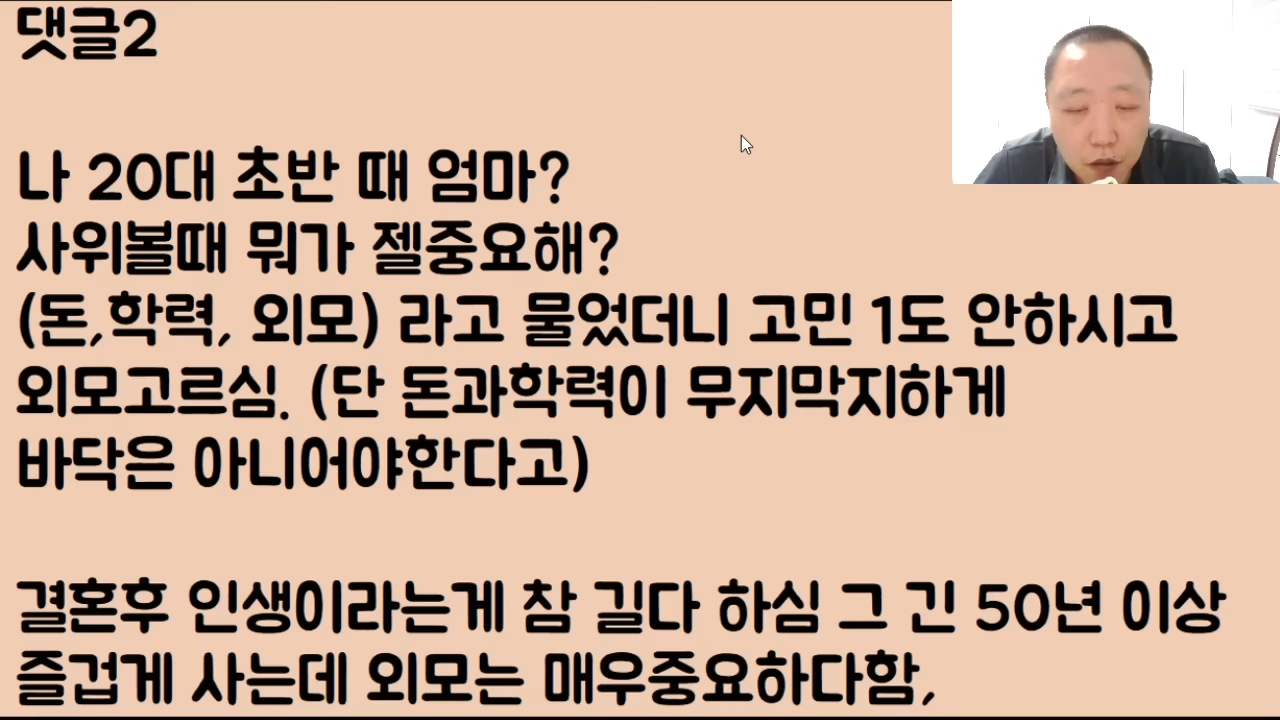 댓글2
나 20대 초반 때 엄마?
사위볼때 뭐가 젤중요해?
(돈,학력, 외모) 라고 물었더니 고민 1도 안하시고
외모고르심. (단 돈과학력이 무지막지하게
바닥은 아니어야한다고)
결혼후 인생이라는게 참 길다 하심 그 긴 50년 이상
즐겁게 사는데 외모는 매우중요하다함,